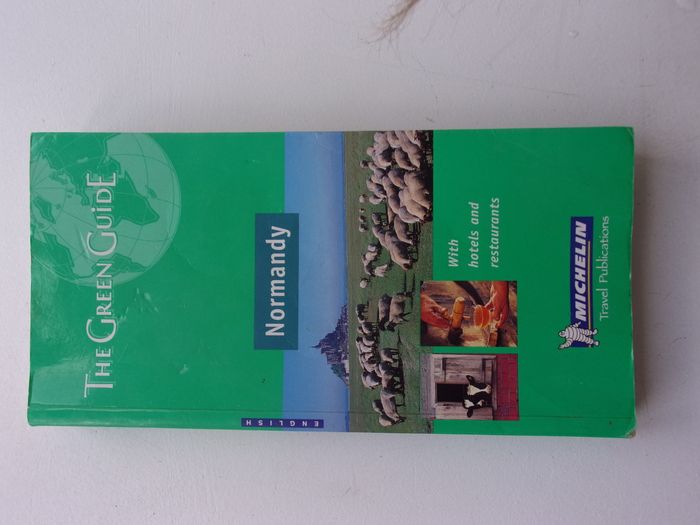 THE GREEN GUIDE
Normandy
ENGLISH
With
hotels and
restaurants
MICHELIN
Travel Publications